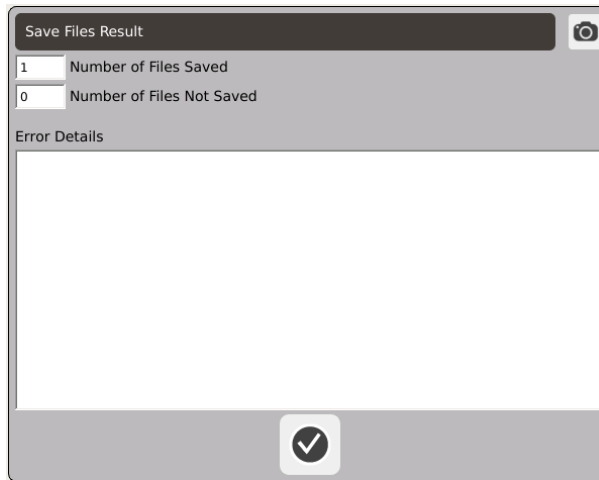 Save Files Result
1 Number of Files Saved
0 Number of Files Not Saved
Error Details